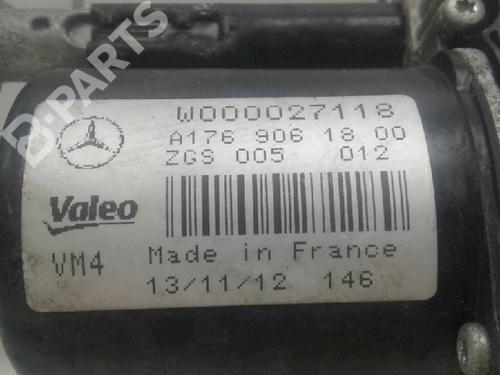 B-PARTS
W000027118
A176 906 18 00
ZGS 005 012
Valeo
VM4 Made in France
13/11/12 146